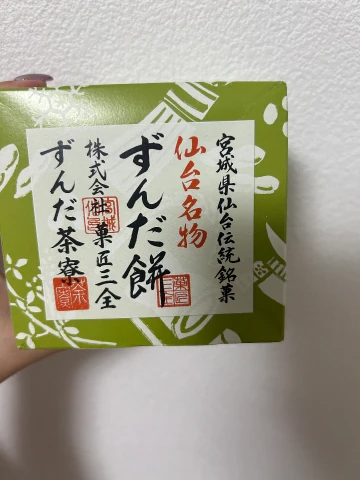 宮城県仙台伝統銘菓
仙台名物
ずんだ餅
株式会社 菓匠三全
ずんだ茶寮